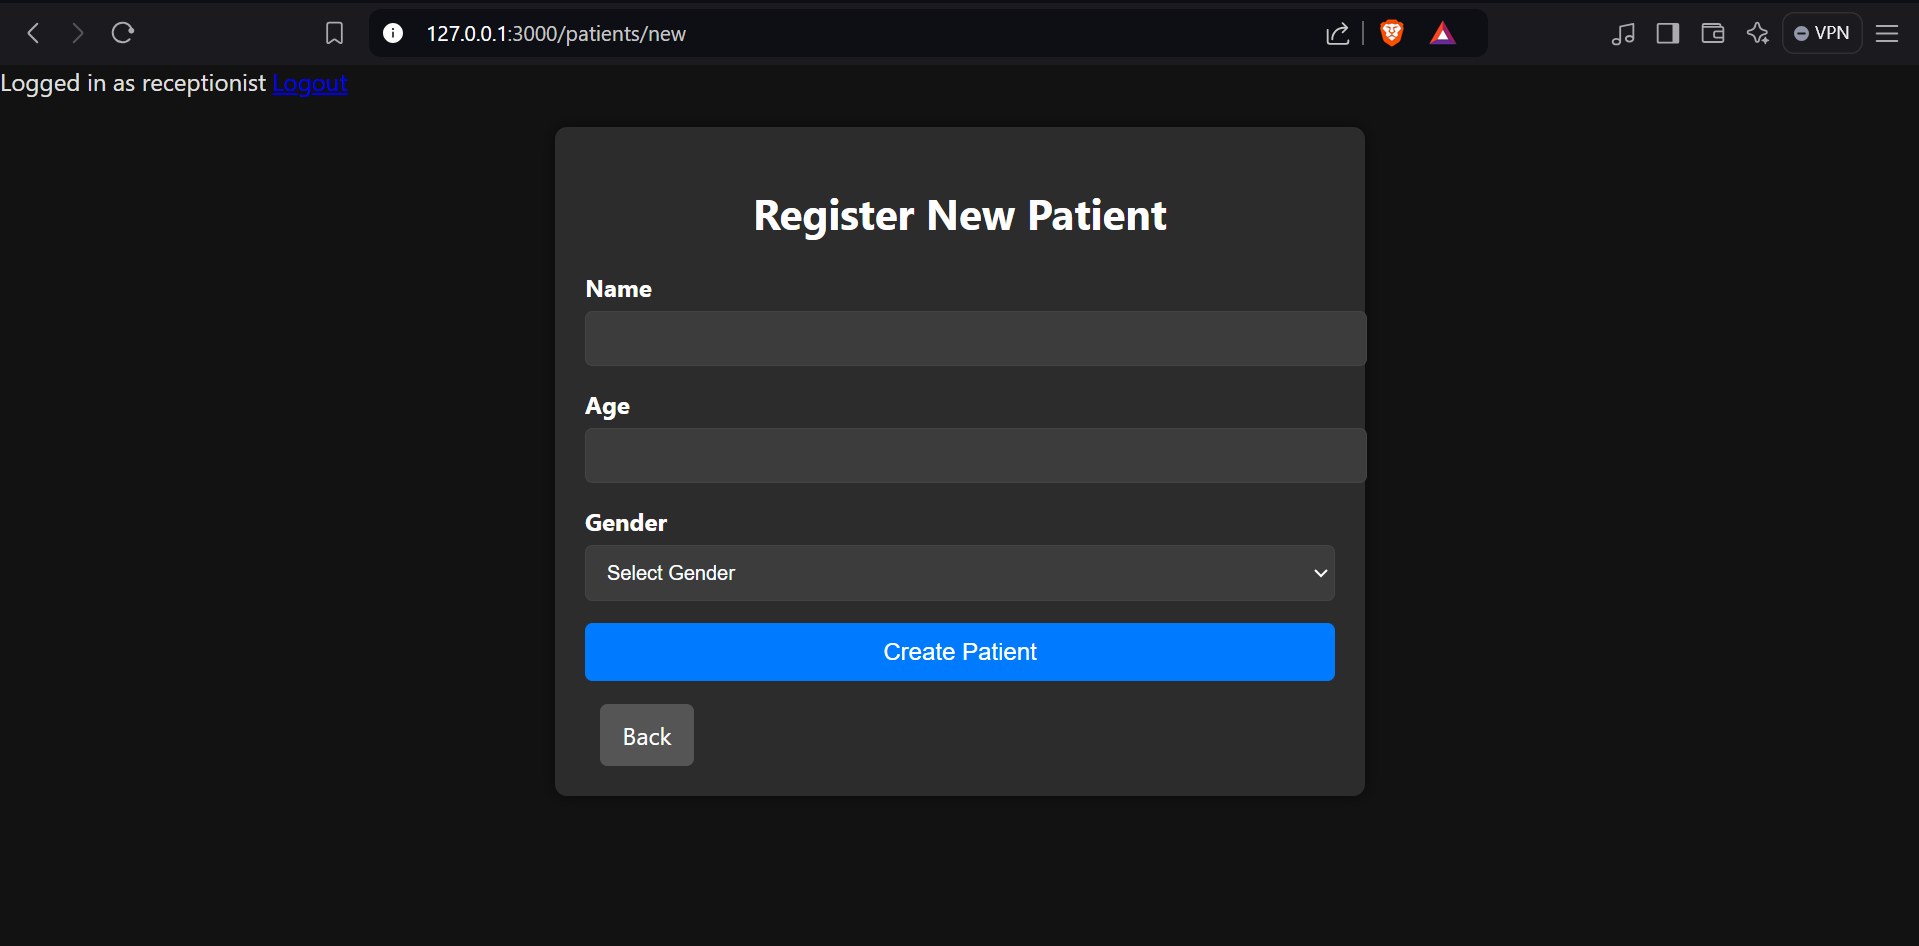 127.0.0.1:3000/patients/new
VPN
Logged in as receptionist Logout
Register New Patient
Name
Age
Gender
Select Gender
Create Patient
Back